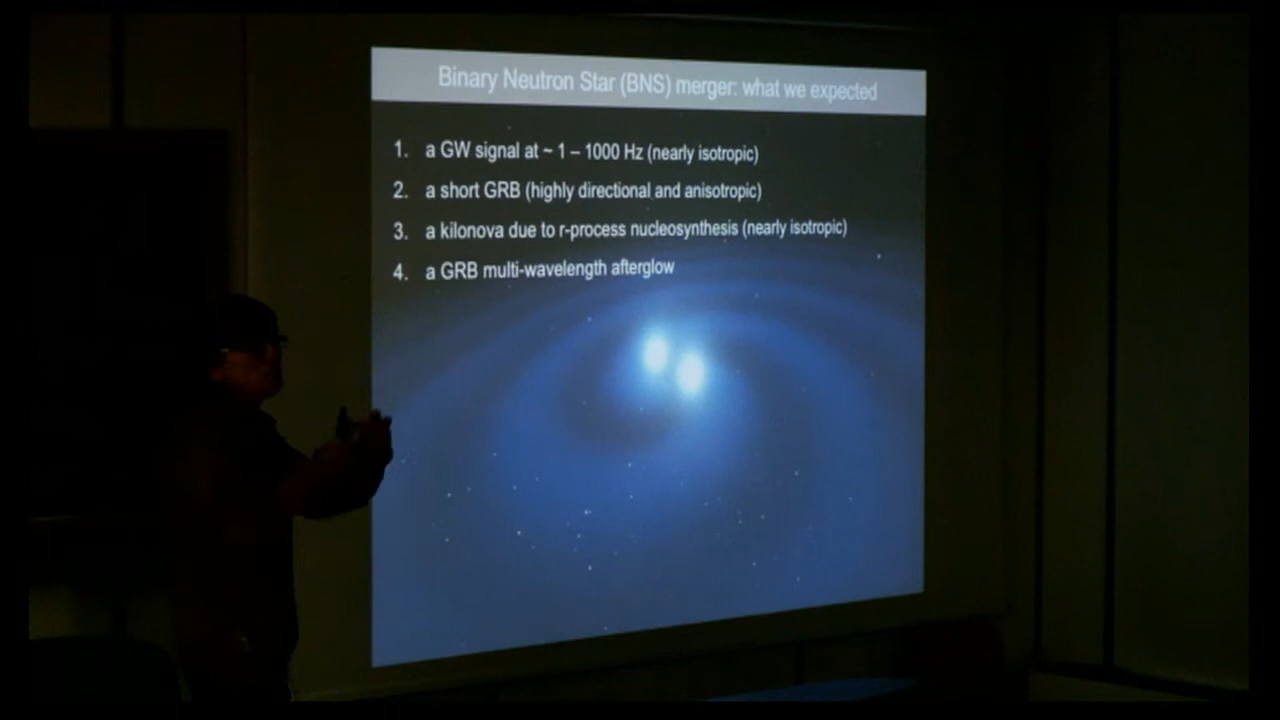 Binary Neutron Star (BNS) merger: what we expected
1. a GW signal at ~ 1 – 1000 Hz (nearly isotropic)
2. a short GRB (highly directional and anisotropic)
3. a kilonova due to r-process nucleosynthesis (nearly isotropic)
4. a GRB multi-wavelength afterglow